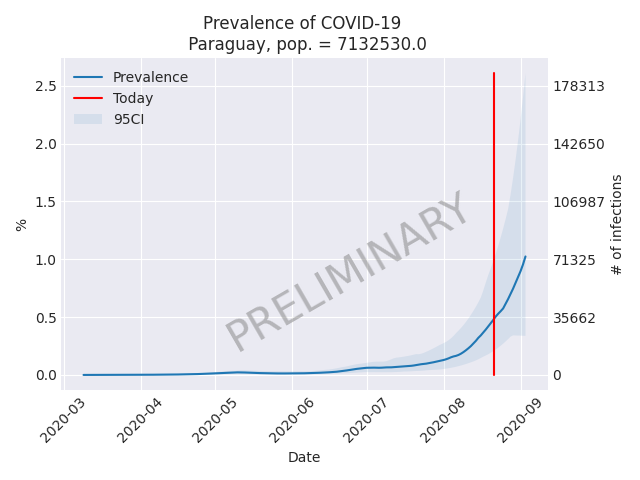 Prevalence of COVID-19
Paraguay, pop. = 7132530.0
Prevalence
Today
95CI
2.5
2.0
1.5
1.0
0.5
0.0
%
178313
142650
106987
71325
35662
0
# of infections
PRELIMINARY
2020-03
2020-04
2020-05
2020-06
2020-07
2020-08
2020-09
Date